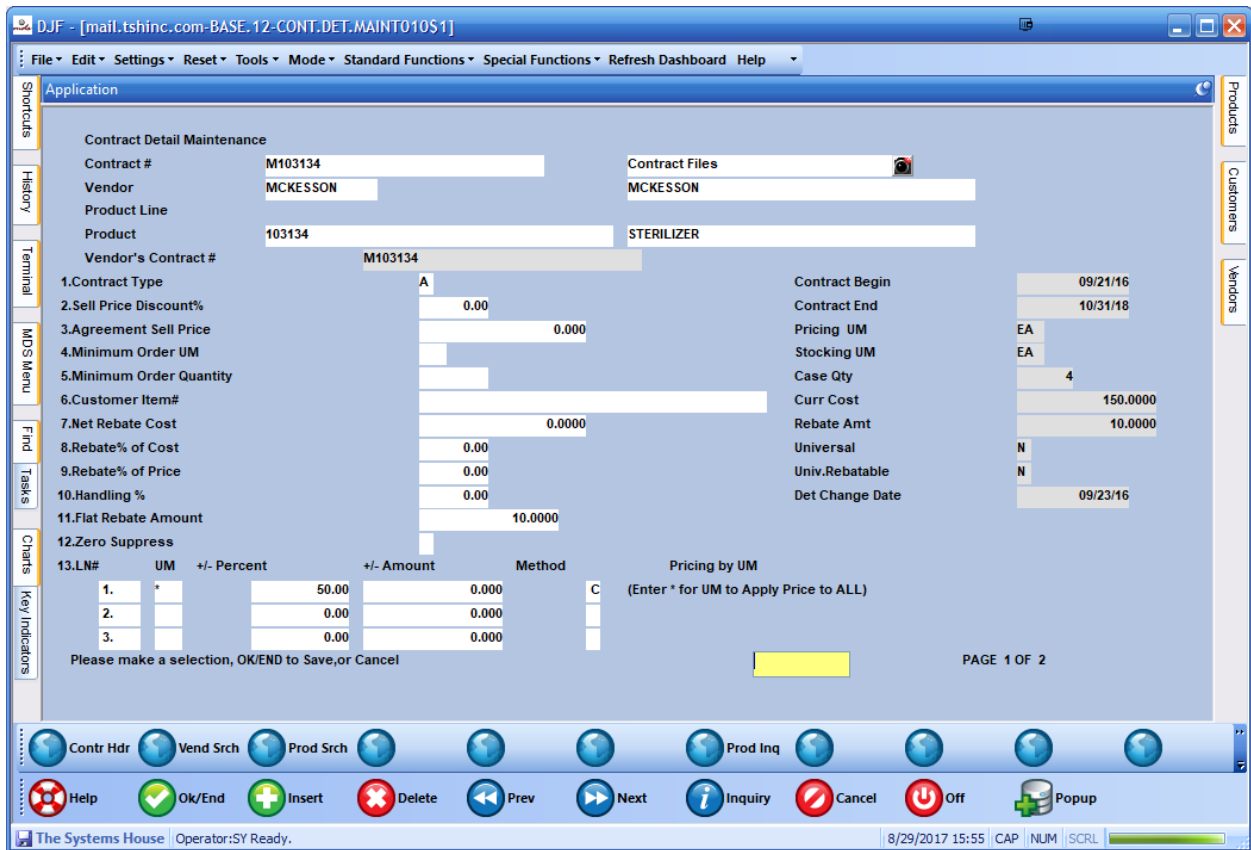 DJF - [mail.tshinc.com-BASE.12-CONT.DET.MAINT010S1]
File Edit Settings Reset Tools Mode Standard Functions Special Functions Refresh Dashboard Help
Application
Shortcuts
History
Terminal
MDS Menu
Find
Tasks
Charts
Key Indicators
Products
Customers
Vendors
Contract Detail Maintenance
Contract # M103134 Contract Files
Vendor MCKESSON MCKESSON
Product Line
Product 103134 STERILIZER
Vendor's Contract # M103134
1.Contract Type A Contract Begin 09/21/16
2.Sell Price Discount% 0.00 Contract End 10/31/18
3.Agreement Sell Price 0.000 Pricing UM EA
4.Minimum Order UM Stocking UM EA
5.Minimum Order Quantity Case Qty 4
6.Customer Item# Curr Cost 150.0000
7.Net Rebate Cost 0.0000 Rebate Amt 10.0000
8.Rebate% of Cost 0.00 Universal N
9.Rebate% of Price 0.00 Univ.Rebatable N
10.Handling % 0.00 Det Change Date 09/23/16
11.Flat Rebate Amount 10.0000
12.Zero Suppress
13.LN# UM +/- Percent +/- Amount Method Pricing by UM
1. * 50.00 0.000 C (Enter * for UM to Apply Price to ALL)
2. 0.00 0.000
3. 0.00 0.000
Please make a selection, OK/END to Save,or Cancel PAGE 1 OF 2
Contr Hdr Vend Srch Prod Srch Prod Inq
Help Ok/End Insert Delete Prev Next Inquiry Cancel Off Popup
The Systems House Operator:SY Ready. 8/29/2017 15:55 CAP NUM SCRL